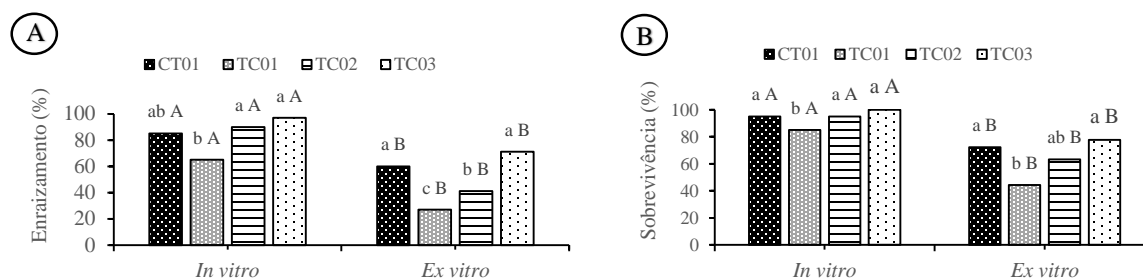 A
CT01 TC01 TC02 TC03
Enraizamento (%)
100
80
60
40
20
0
ab A
b A
a A
a A
a B
c B
b B
a B
In vitro
Ex vitro
B
CT01 TC01 TC02 TC03
Sobrevivência (%)
100
80
60
40
20
0
a A
b A
a A
a A
a B
b B
ab B
a B
In vitro
Ex vitro